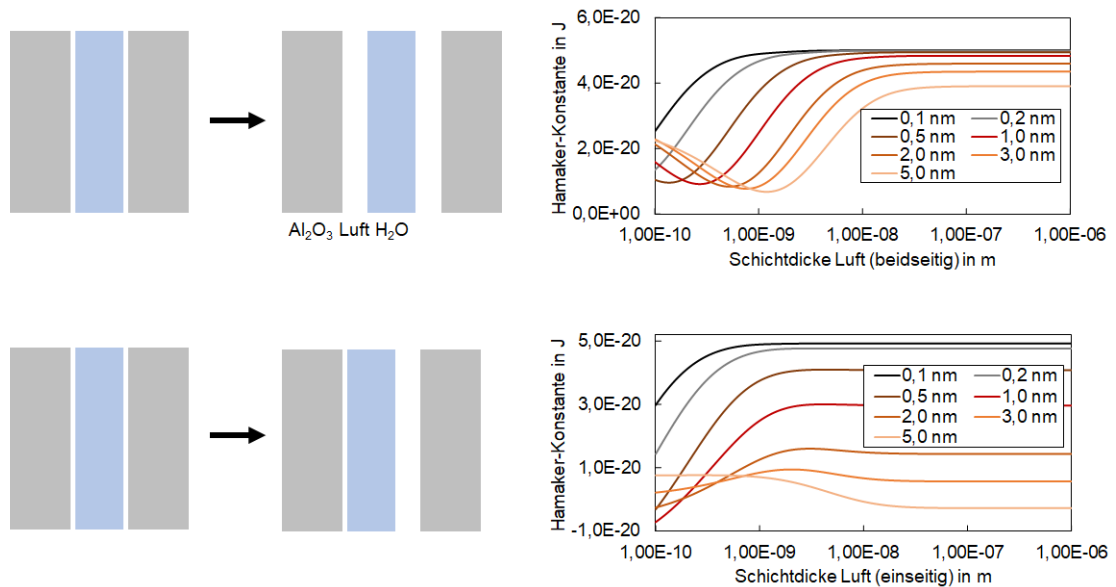 Al₂O₃ Luft H₂O
Hamaker-Konstante in J
6,0E-20
4,0E-20
2,0E-20
0,0E+00
0,1 nm 0,2 nm
0,5 nm 1,0 nm
2,0 nm 3,0 nm
5,0 nm
1,00E-10 1,00E-09 1,00E-08 1,00E-07 1,00E-06
Schichtdicke Luft (beidseitig) in m
Hamaker-Konstante in J
5,0E-20
3,0E-20
1,0E-20
-1,0E-20
0,1 nm 0,2 nm
0,5 nm 1,0 nm
2,0 nm 3,0 nm
5,0 nm
1,00E-10 1,00E-09 1,00E-08 1,00E-07 1,00E-06
Schichtdicke Luft (einseitig) in m